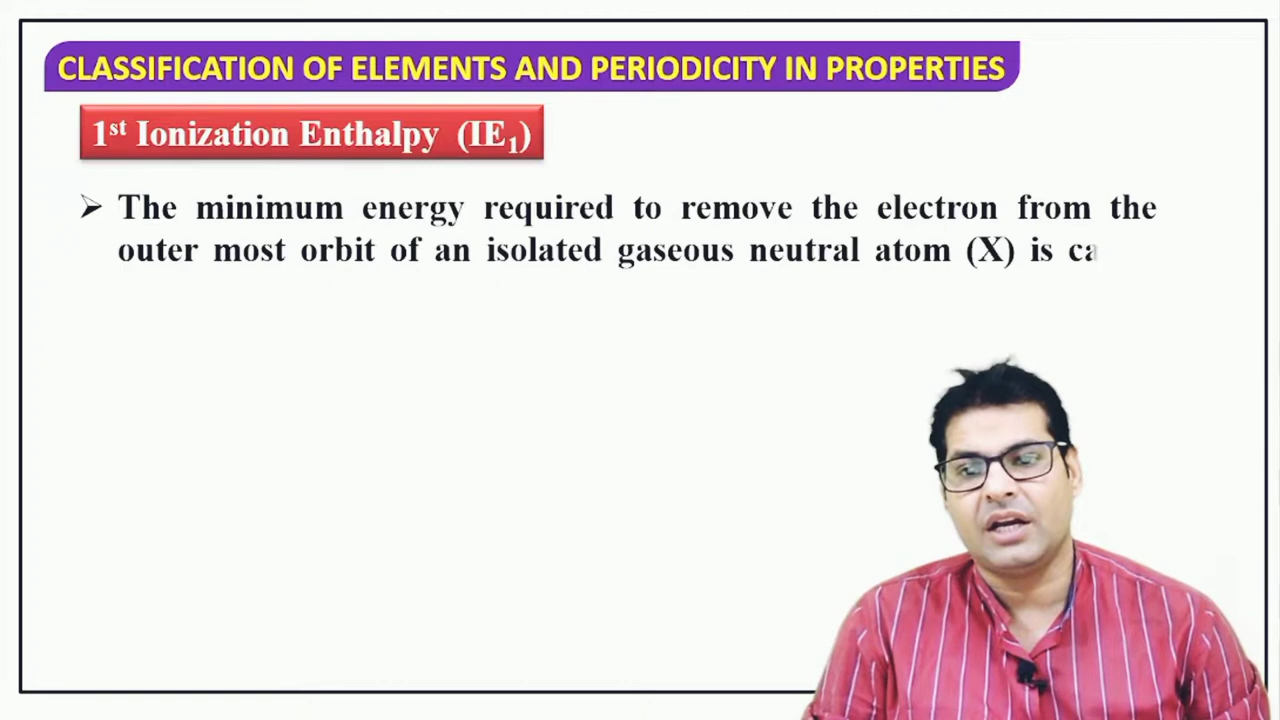 CLASSIFICATION OF ELEMENTS AND PERIODICITY IN PROPERTIES
1st Ionization Enthalpy (IE₁)
➢ The minimum energy required to remove the electron from the
outer most orbit of an isolated gaseous neutral atom (X) is